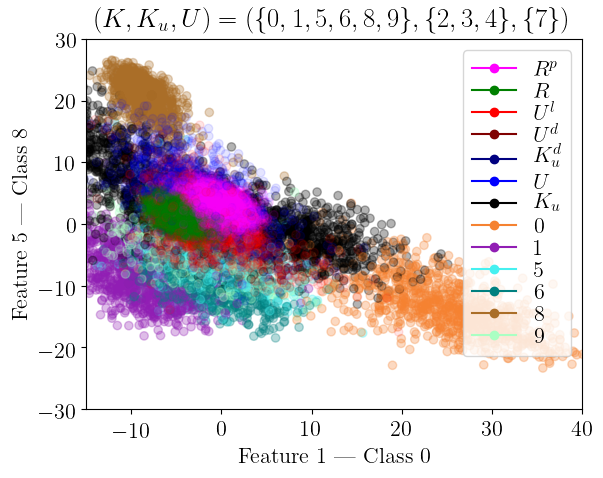 (K, K_u, U) = ({0, 1, 5, 6, 8, 9}, {2, 3, 4}, {7})
30
20
10
0
−10
−20
−30
Feature 5 — Class 8
−10
0
10
20
30
40
Feature 1 — Class 0
R^p
R
U^l
U^d
K_u^d
U
K_u
0
1
5
6
8
9